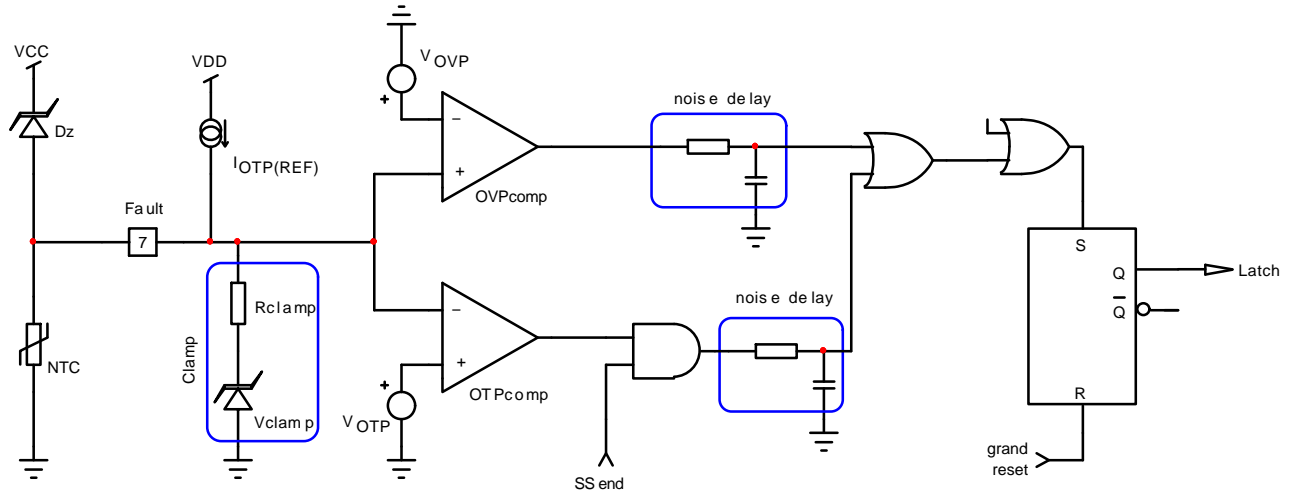 VCC
VDD
V OVP
+
noise delay
Dz
−
I OTP(REF)
+
OVPcomp
Fault
7
S
Q
Latch
noise delay
Rclamp
−
Q
Clamp
NTC
+
+
OTPcomp
Vclamp
V OTP
R
grand
reset
SS end